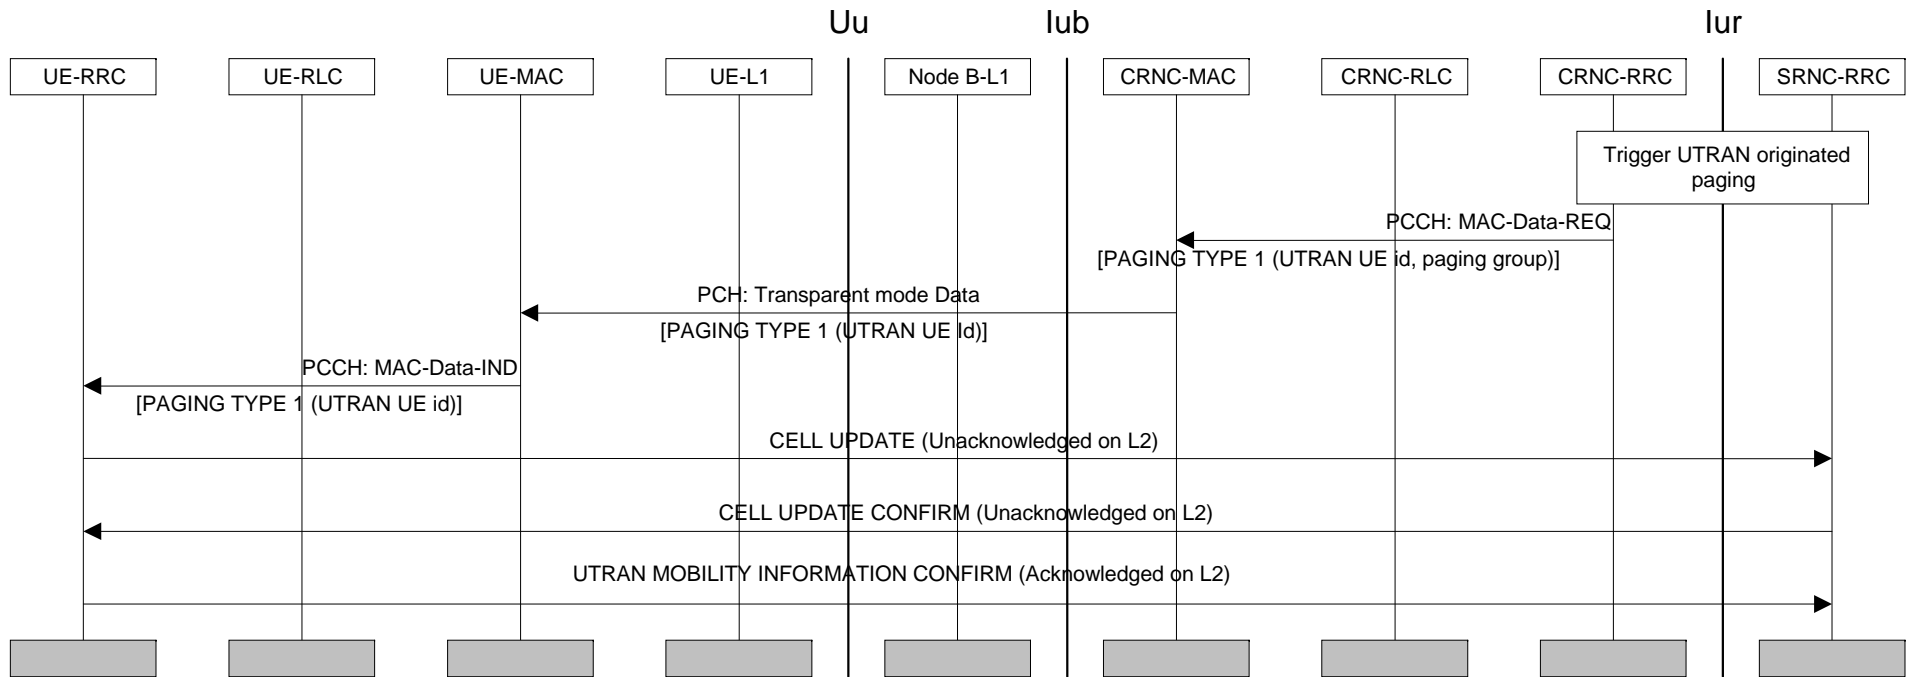 Uu
Iub
Iur
UE-RRC
UE-RLC
UE-MAC
UE-L1
Node B-L1
CRNC-MAC
CRNC-RLC
CRNC-RRC
SRNC-RRC
Trigger UTRAN originated
paging
PCCH: MAC-Data-REQ
[PAGING TYPE 1 (UTRAN UE id, paging group)]
PCH: Transparent mode Data
[PAGING TYPE 1 (UTRAN UE Id)]
PCCH: MAC-Data-IND
[PAGING TYPE 1 (UTRAN UE id)]
CELL UPDATE (Unacknowledged on L2)
CELL UPDATE CONFIRM (Unacknowledged on L2)
UTRAN MOBILITY INFORMATION CONFIRM (Acknowledged on L2)